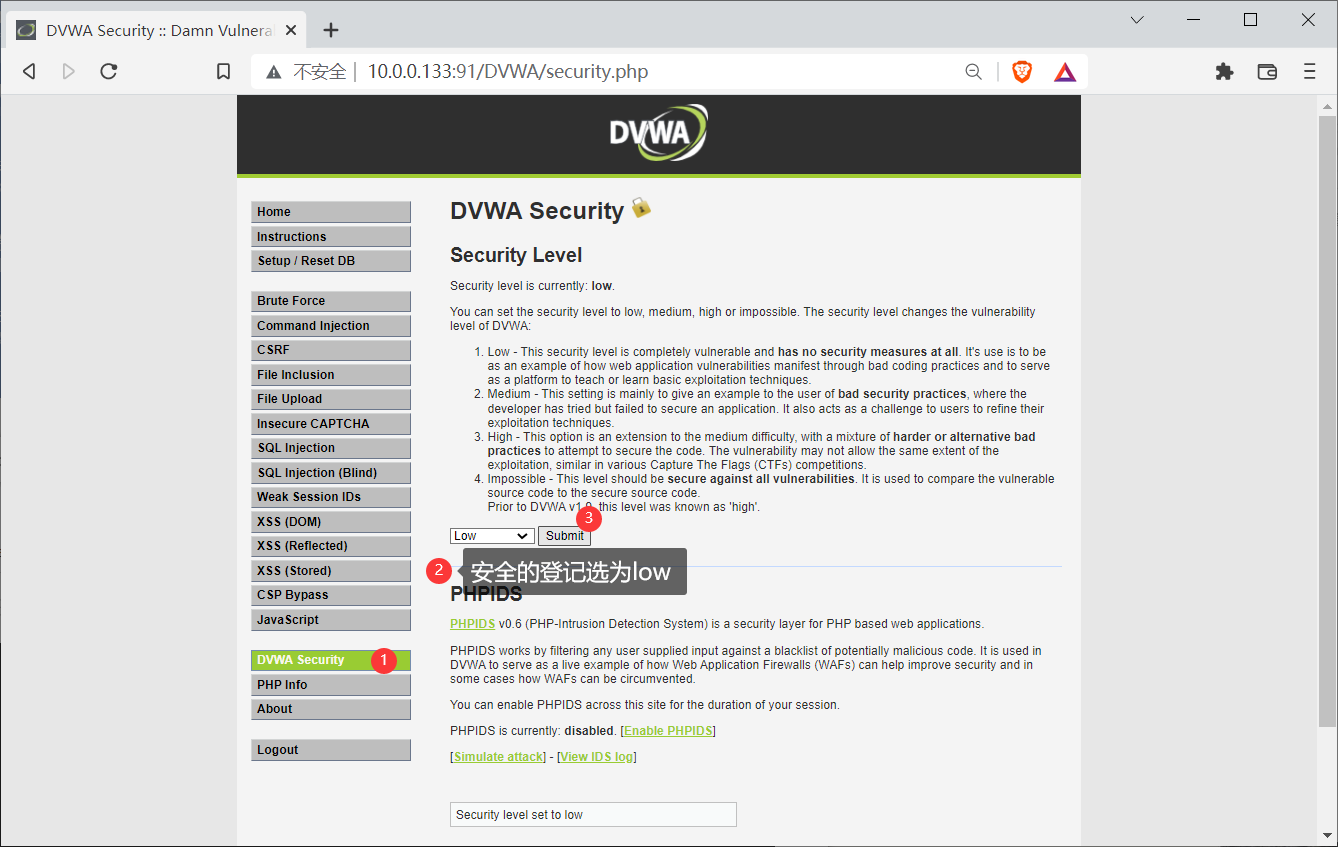 DVWA Security :: Damn Vulnera
不安全 10.0.0.133:91/DVWA/security.php
DVWA
Home
Instructions
Setup / Reset DB
Brute Force
Command Injection
CSRF
File Inclusion
File Upload
Insecure CAPTCHA
SQL Injection
SQL Injection (Blind)
Weak Session IDs
XSS (DOM)
XSS (Reflected)
XSS (Stored)
CSP Bypass
JavaScript
DVWA Security 1
PHP Info
About
Logout
DVWA Security
Security Level
Security level is currently: low.
You can set the security level to low, medium, high or impossible. The security level changes the vulnerability
level of DVWA:
1. Low - This security level is completely vulnerable and has no security measures at all. It's use is to be
as an example of how web application vulnerabilities manifest through bad coding practices and to serve
as a platform to teach or learn basic exploitation techniques.
2. Medium - This setting is mainly to give an example to the user of bad security practices, where the
developer has tried but failed to secure an application. It also acts as a challenge to users to refine their
exploitation techniques.
3. High - This option is an extension to the medium difficulty, with a mixture of harder or alternative bad
practices to attempt to secure the code. The vulnerability may not allow the same extent of the
exploitation, similar in various Capture The Flags (CTFs) competitions.
4. Impossible - This level should be secure against all vulnerabilities. It is used to compare the vulnerable
source code to the secure source code.
Prior to DVWA v1.9, this level was known as 'high'.
3
Low Submit
2 安全的登记选为low
PHPIDS
PHPIDS v0.6 (PHP-Intrusion Detection System) is a security layer for PHP based web applications.
PHPIDS works by filtering any user supplied input against a blacklist of potentially malicious code. It is used in
DVWA to serve as a live example of how Web Application Firewalls (WAFs) can help improve security and in
some cases how WAFs can be circumvented.
You can enable PHPIDS across this site for the duration of your session.
PHPIDS is currently: disabled. [Enable PHPIDS]
[Simulate attack] - [View IDS log]
Security level set to low